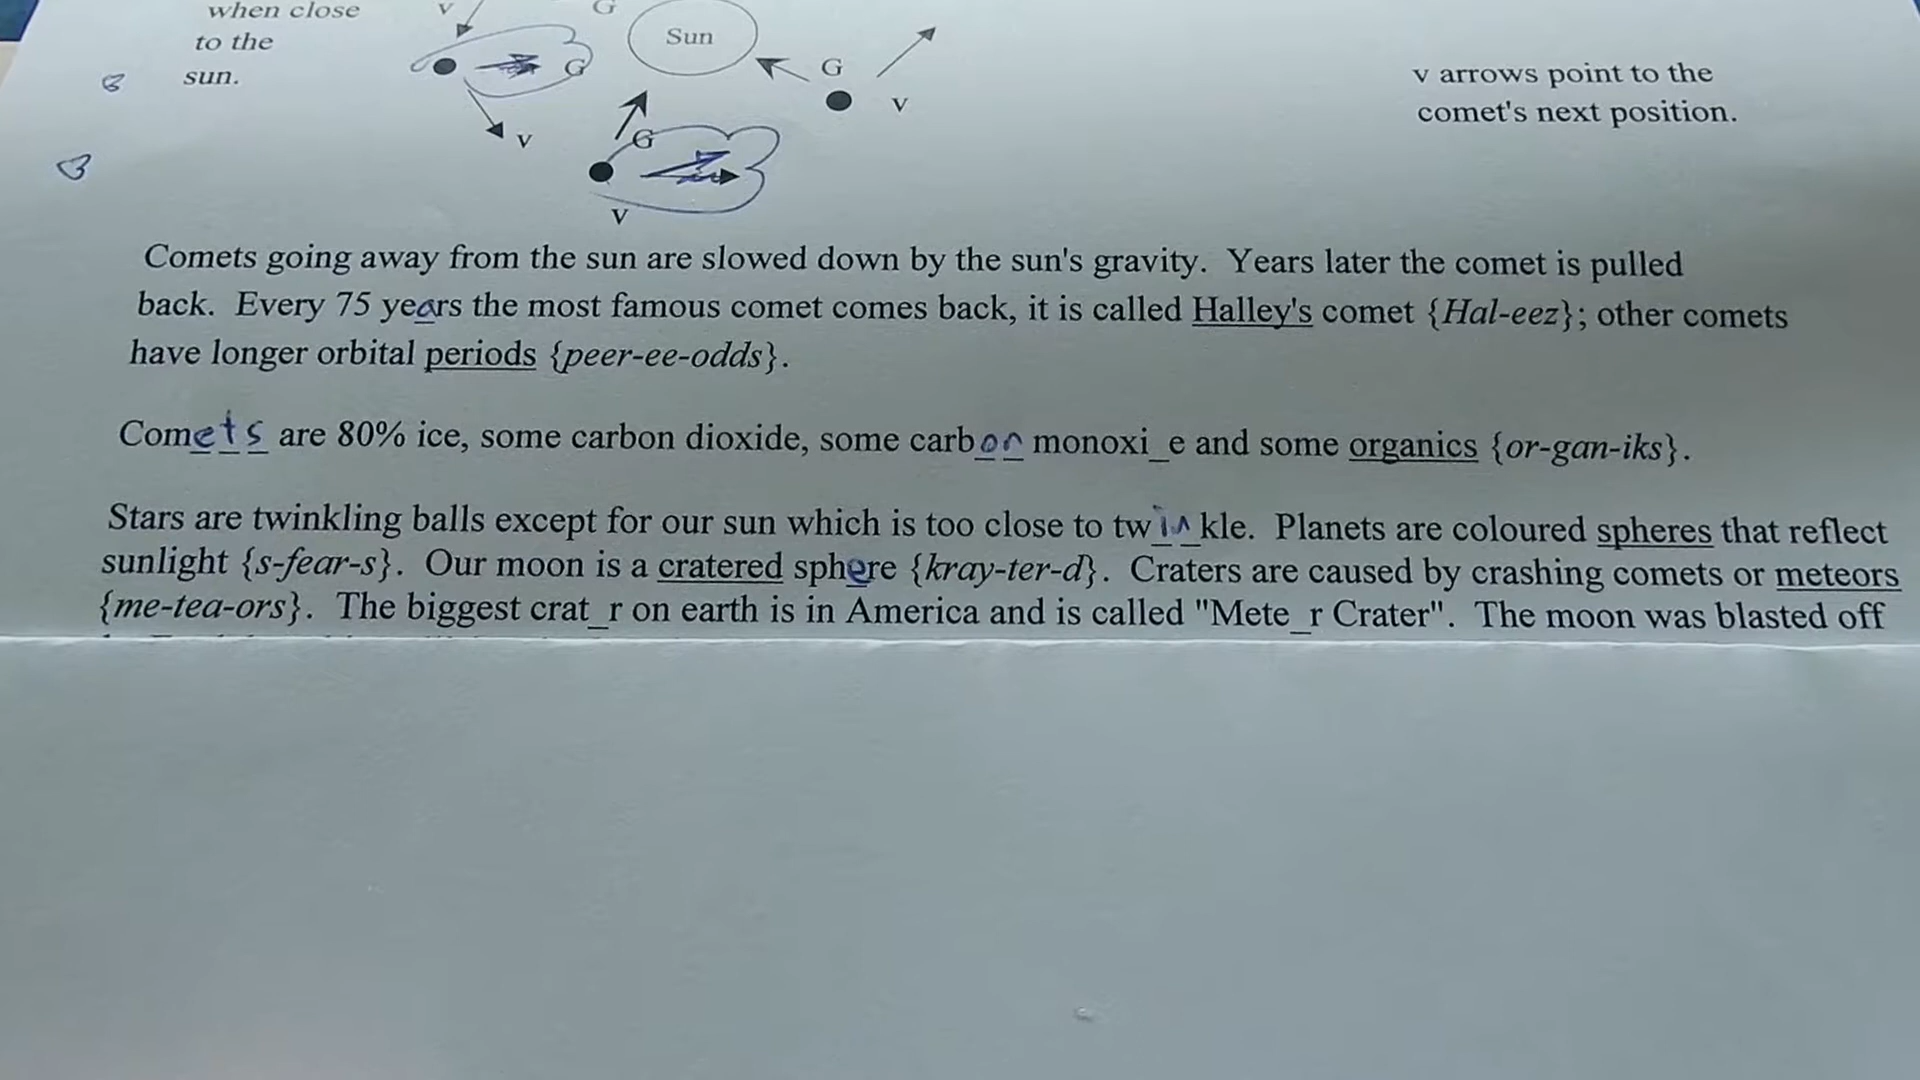 when close
to the
sun.
v
G
Sun
G
G
v
v
G
v
v arrows point to the
comet's next position.
Comets going away from the sun are slowed down by the sun's gravity. Years later the comet is pulled
back. Every 75 years the most famous comet comes back, it is called Halley's comet {Hal-eez}; other comets
have longer orbital periods {peer-ee-odds}.
Comets are 80% ice, some carbon dioxide, some carbon monoxi_e and some organics {or-gan-iks}.
Stars are twinkling balls except for our sun which is too close to twinkle. Planets are coloured spheres that reflect
sunlight {s-fear-s}. Our moon is a cratered sphere {kray-ter-d}. Craters are caused by crashing comets or meteors
{me-tea-ors}. The biggest crat_r on earth is in America and is called "Mete_r Crater". The moon was blasted off